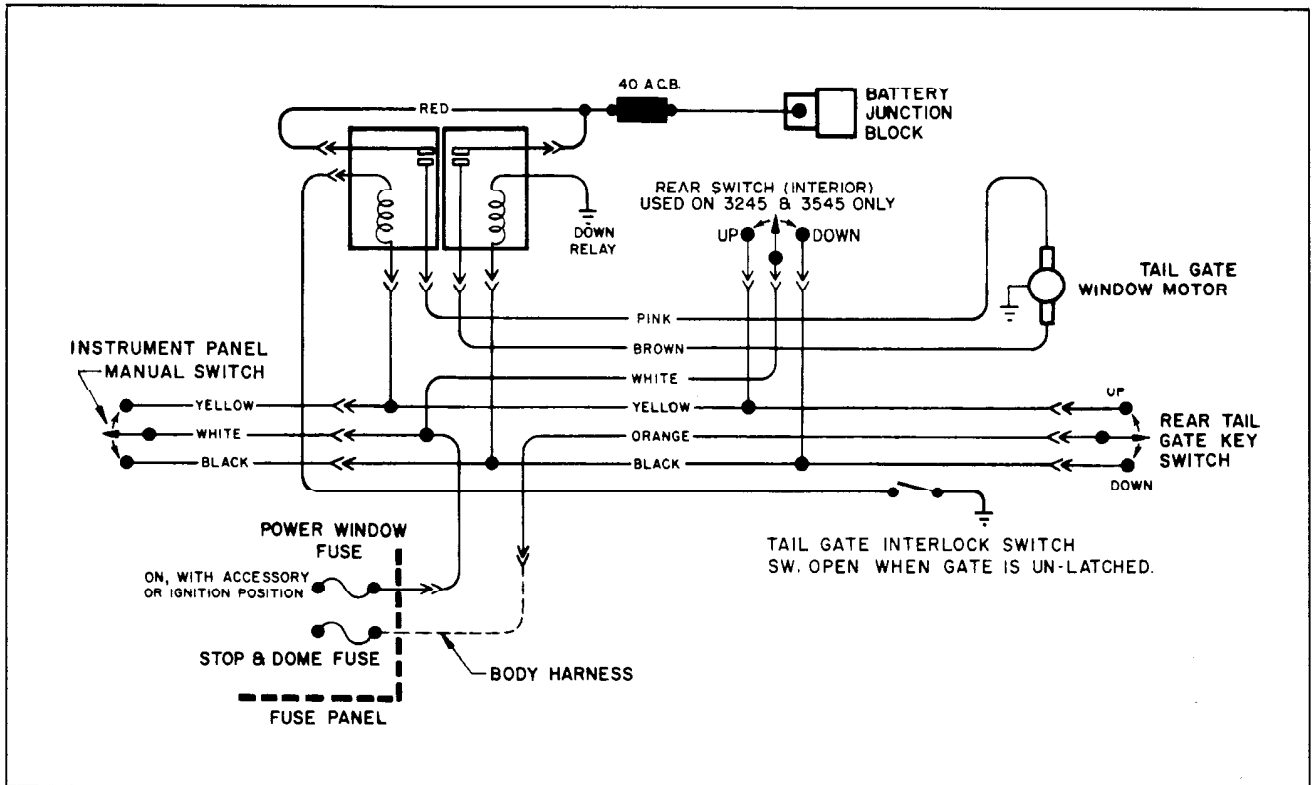 40 A C.B.
RED
BATTERY
JUNCTION
BLOCK
REAR SWITCH (INTERIOR)
USED ON 3245 & 3545 ONLY
UP
DOWN
DOWN
RELAY
TAIL GATE
WINDOW MOTOR
PINK
BROWN
WHITE
INSTRUMENT PANEL
MANUAL SWITCH
YELLOW
YELLOW
UP
WHITE
ORANGE
REAR TAIL
GATE KEY
SWITCH
BLACK
BLACK
DOWN
POWER WINDOW
FUSE
TAIL GATE INTERLOCK SWITCH
SW. OPEN WHEN GATE IS UN-LATCHED.
ON, WITH ACCESSORY
OR IGNITION POSITION
STOP & DOME FUSE
BODY HARNESS
FUSE PANEL